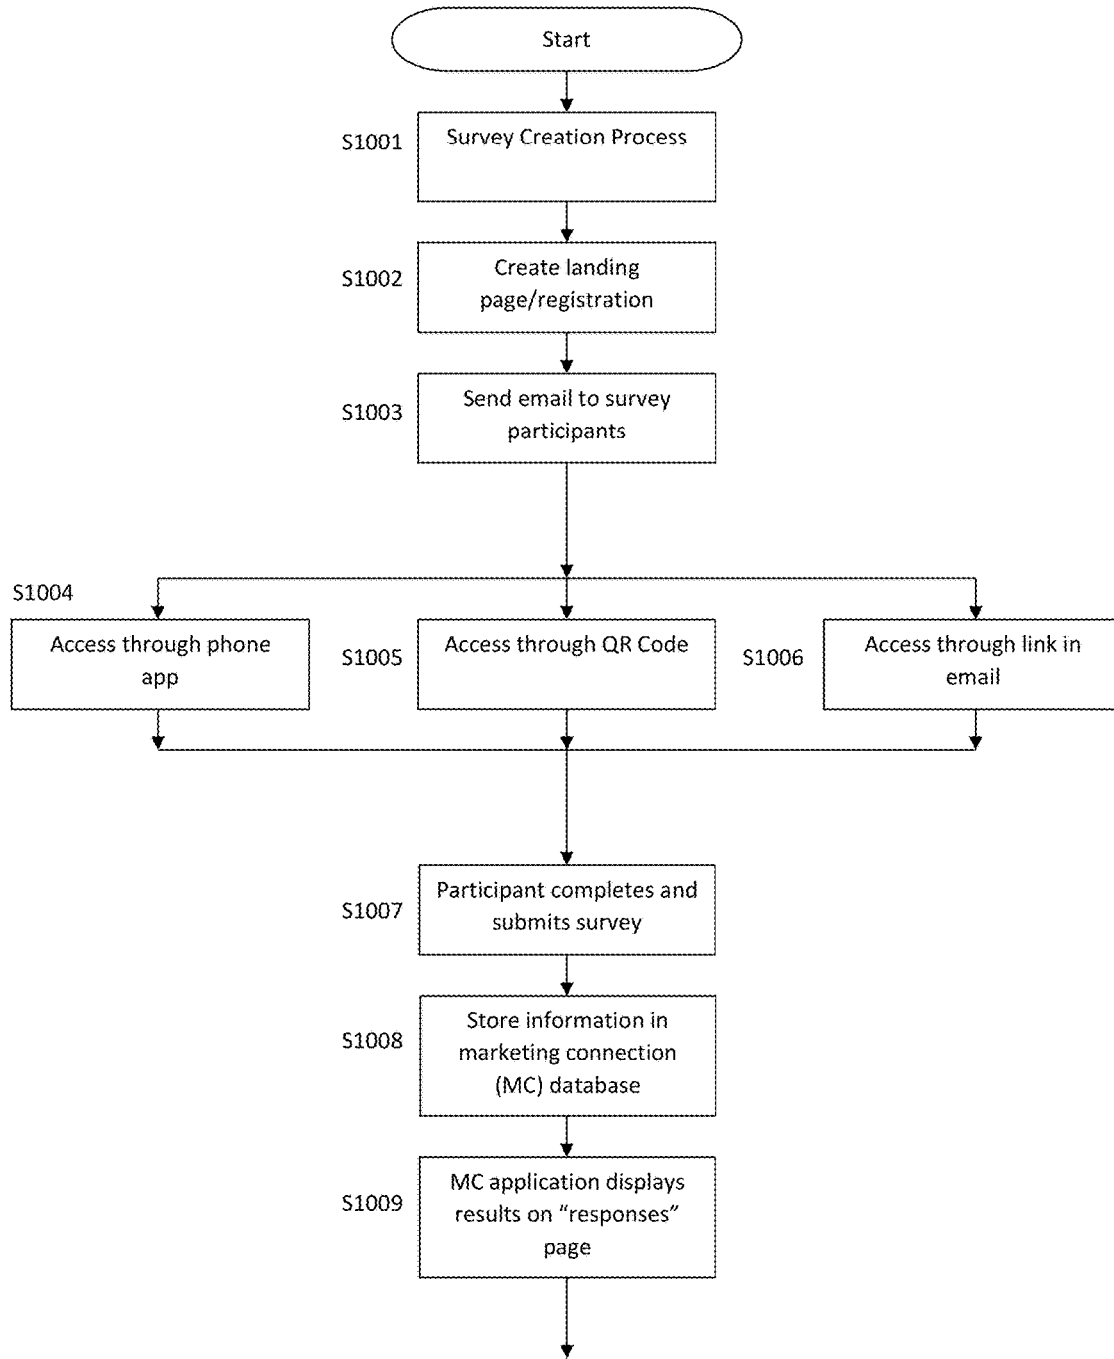 Start
S1001
Survey Creation Process
S1002
Create landing
page/registration
S1003
Send email to survey
participants
S1004
Access through phone
app
S1005
Access through QR Code
S1006
Access through link in
email
S1007
Participant completes and
submits survey
S1008
Store information in
marketing connection
(MC) database
S1009
MC application displays
results on “responses”
page